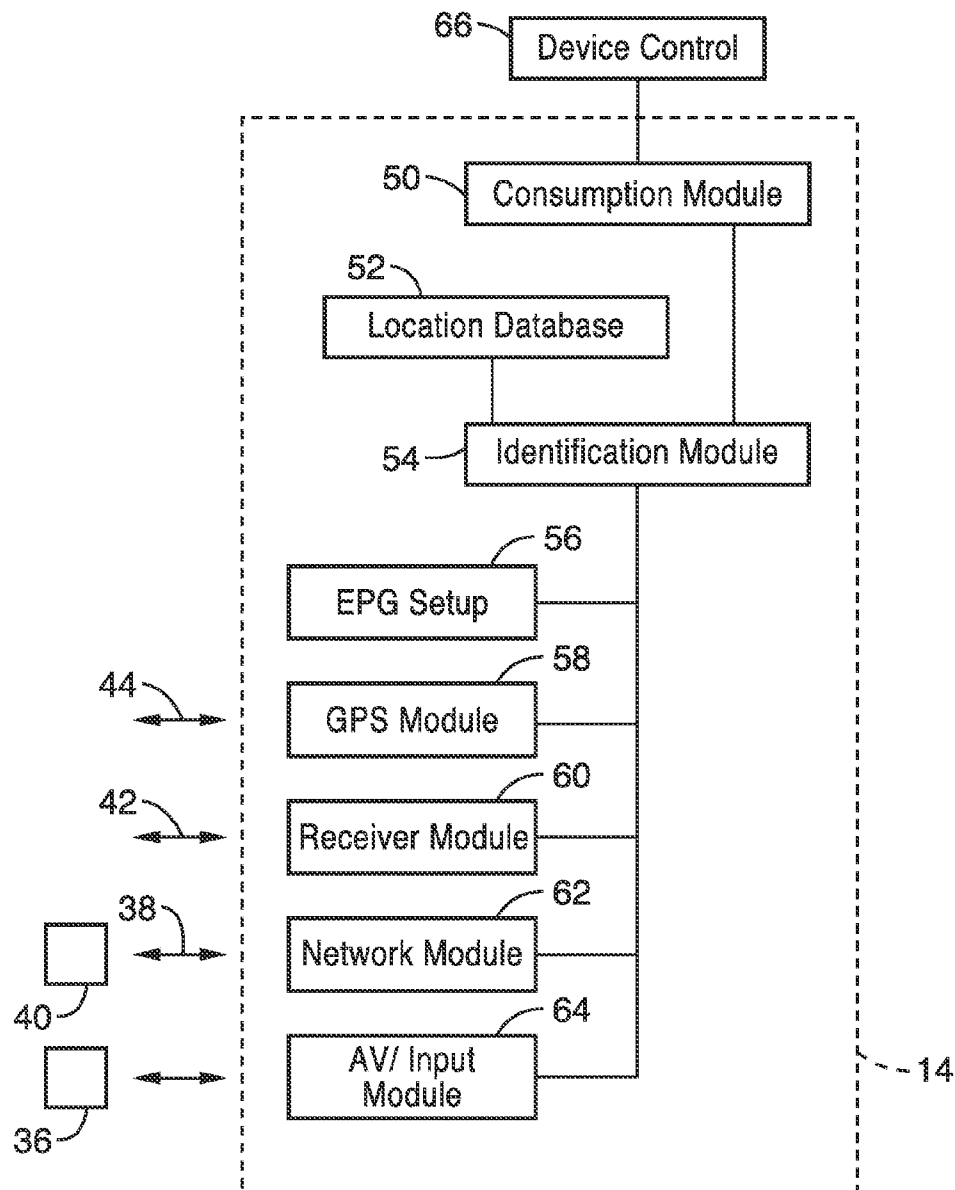 66
Device Control
50
Consumption Module
52
Location Database
54
Identification Module
56
EPG Setup
58
44
GPS Module
60
42
Receiver Module
62
38
Network Module
40
64
AV/ Input
Module
14
36